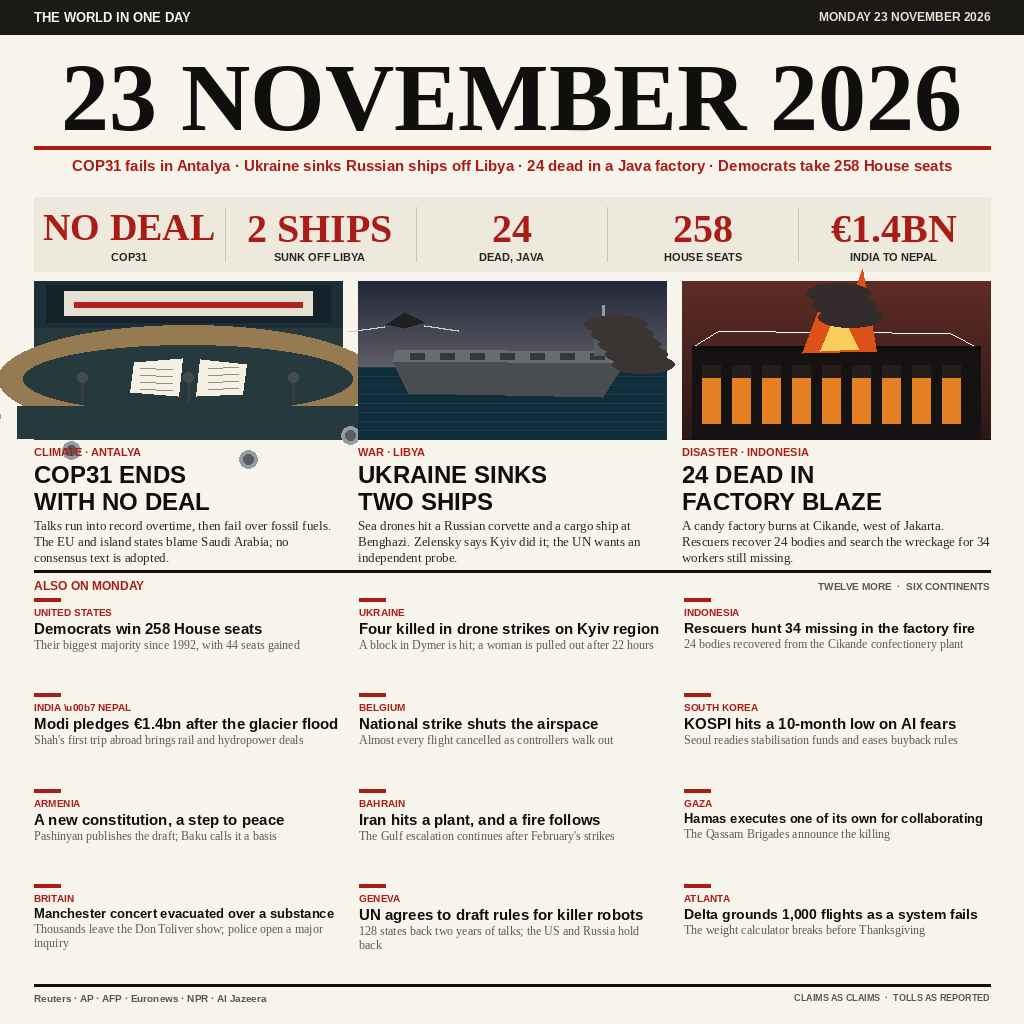 THE WORLD IN ONE DAY
MONDAY 23 NOVEMBER 2026
23 NOVEMBER 2026
COP31 fails in Antalya · Ukraine sinks Russian ships off Libya · 24 dead in a Java factory · Democrats take 258 House seats
NO DEAL
COP31
2 SHIPS
SUNK OFF LIBYA
24
DEAD, JAVA
258
HOUSE SEATS
€1.4BN
INDIA TO NEPAL
CLIMATE · ANTALYA
COP31 ENDS
WITH NO DEAL
Talks run into record overtime, then fail over fossil fuels.
The EU and island states blame Saudi Arabia; no
consensus text is adopted.
WAR · LIBYA
UKRAINE SINKS
TWO SHIPS
Sea drones hit a Russian corvette and a cargo ship at
Benghazi. Zelensky says Kyiv did it; the UN wants an
independent probe.
DISASTER · INDONESIA
24 DEAD IN
FACTORY BLAZE
A candy factory burns at Cikande, west of Jakarta.
Rescuers recover 24 bodies and search the wreckage for 34
workers still missing.
ALSO ON MONDAY
TWELVE MORE · SIX CONTINENTS
UNITED STATES
Democrats win 258 House seats
Their biggest majority since 1992, with 44 seats gained
UKRAINE
Four killed in drone strikes on Kyiv region
A block in Dymer is hit; a woman is pulled out after 22 hours
INDONESIA
Rescuers hunt 34 missing in the factory fire
24 bodies recovered from the Cikande confectionery plant
INDIA \u00b7 NEPAL
Modi pledges €1.4bn after the glacier flood
Shah's first trip abroad brings rail and hydropower deals
BELGIUM
National strike shuts the airspace
Almost every flight cancelled as controllers walk out
SOUTH KOREA
KOSPI hits a 10-month low on AI fears
Seoul readies stabilisation funds and eases buyback rules
ARMENIA
A new constitution, a step to peace
Pashinyan publishes the draft; Baku calls it a basis
BAHRAIN
Iran hits a plant, and a fire follows
The Gulf escalation continues after February's strikes
GAZA
Hamas executes one of its own for collaborating
The Qassam Brigades announce the killing
BRITAIN
Manchester concert evacuated over a substance
Thousands leave the Don Toliver show; police open a major
inquiry
GENEVA
UN agrees to draft rules for killer robots
128 states back two years of talks; the US and Russia hold
back
ATLANTA
Delta grounds 1,000 flights as a system fails
The weight calculator breaks before Thanksgiving
Reuters · AP · AFP · Euronews · NPR · Al Jazeera
CLAIMS AS CLAIMS · TOLLS AS REPORTED